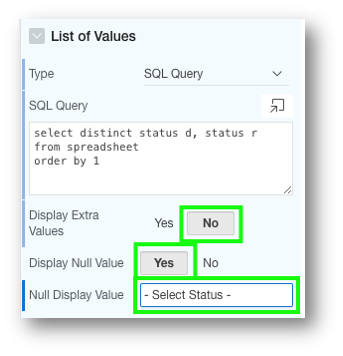 List of Values
Type SQL Query
SQL Query
select distinct status d, status r
from spreadsheet
order by 1
Display Extra
Values Yes No
Display Null Value Yes No
Null Display Value - Select Status -